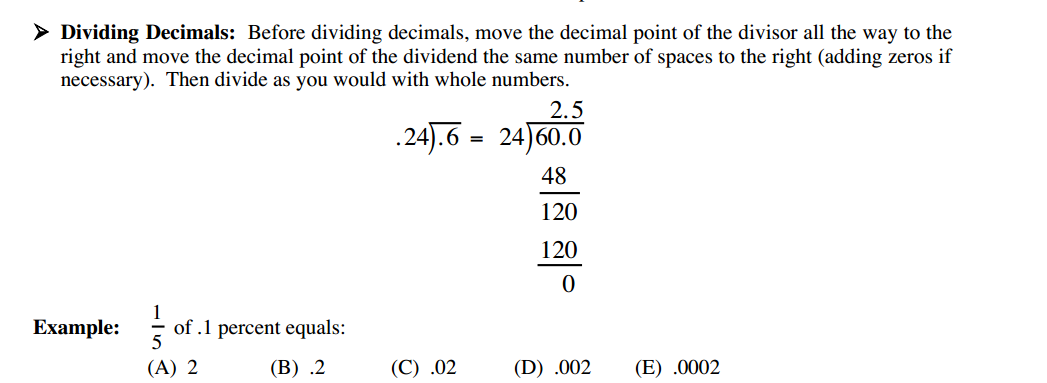 ➤ Dividing Decimals: Before dividing decimals, move the decimal point of the divisor all the way to the
right and move the decimal point of the dividend the same number of spaces to the right (adding zeros if
necessary). Then divide as you would with whole numbers.
2.5
.24).6 = 24)60.0
48
120
120
0
Example: 1/5 of .1 percent equals:
(A) 2 (B) .2 (C) .02 (D) .002 (E) .0002